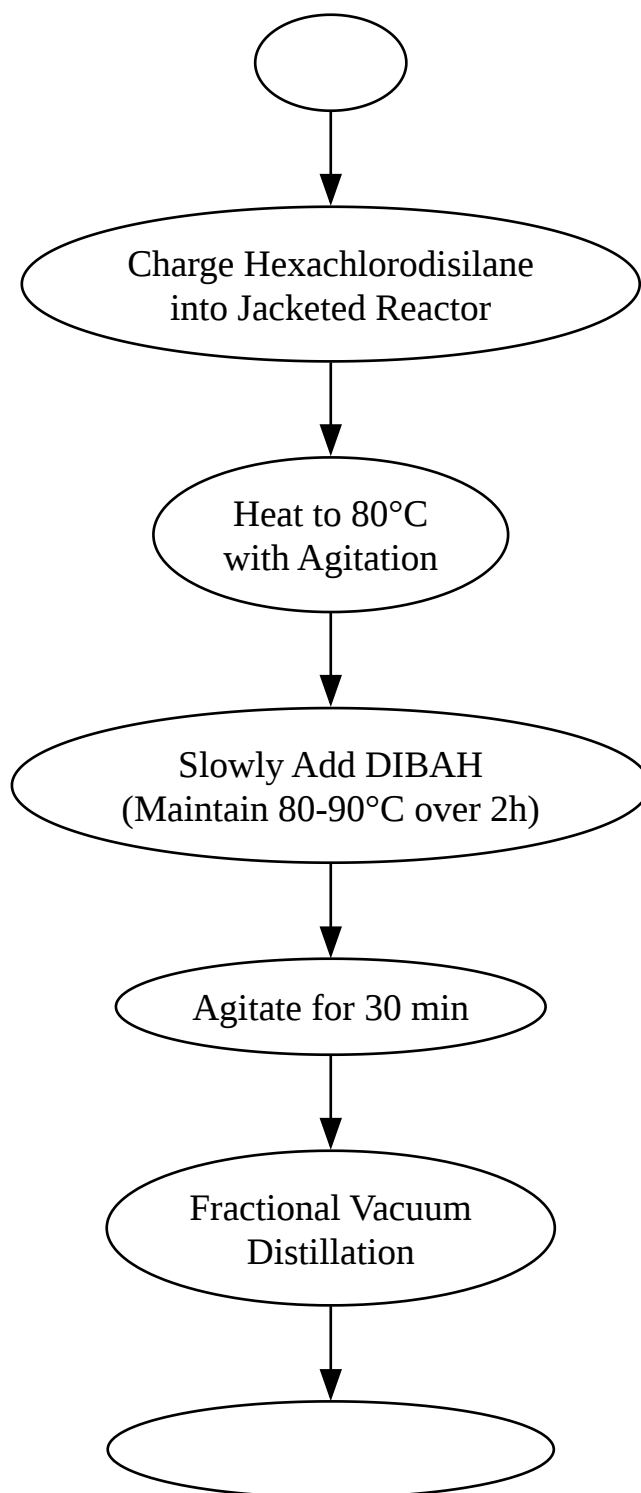 Charge Hexachlorodisilane
into Jacketed Reactor
Heat to 80°C
with Agitation
Slowly Add DIBAH
(Maintain 80-90°C over 2h)
Agitate for 30 min
Fractional Vacuum
Distillation